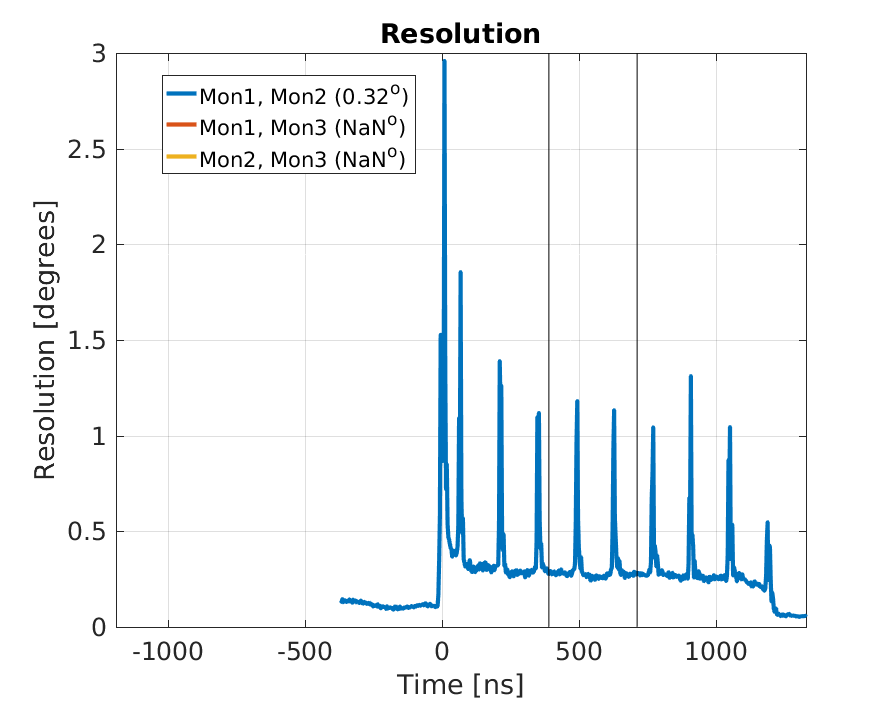 Resolution
Mon1, Mon2 (0.32°)
Mon1, Mon3 (NaN°)
Mon2, Mon3 (NaN°)
Resolution [degrees]
3
2.5
2
1.5
1
0.5
0
-1000 -500 0 500 1000
Time [ns]